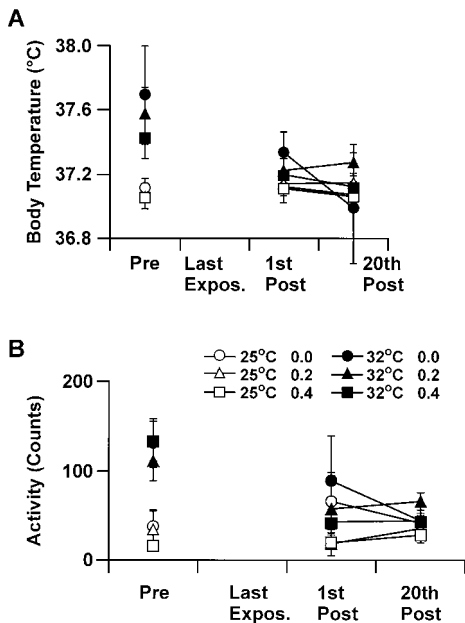 A
Body Temperature (°C)
38.0
37.6
37.2
36.8
Pre
Last
Expos.
1st
Post
20th
Post
B
25°C 0.0
32°C 0.0
25°C 0.2
32°C 0.2
25°C 0.4
32°C 0.4
Activity (Counts)
200
100
0
Pre
Last
Expos.
1st
Post
20th
Post